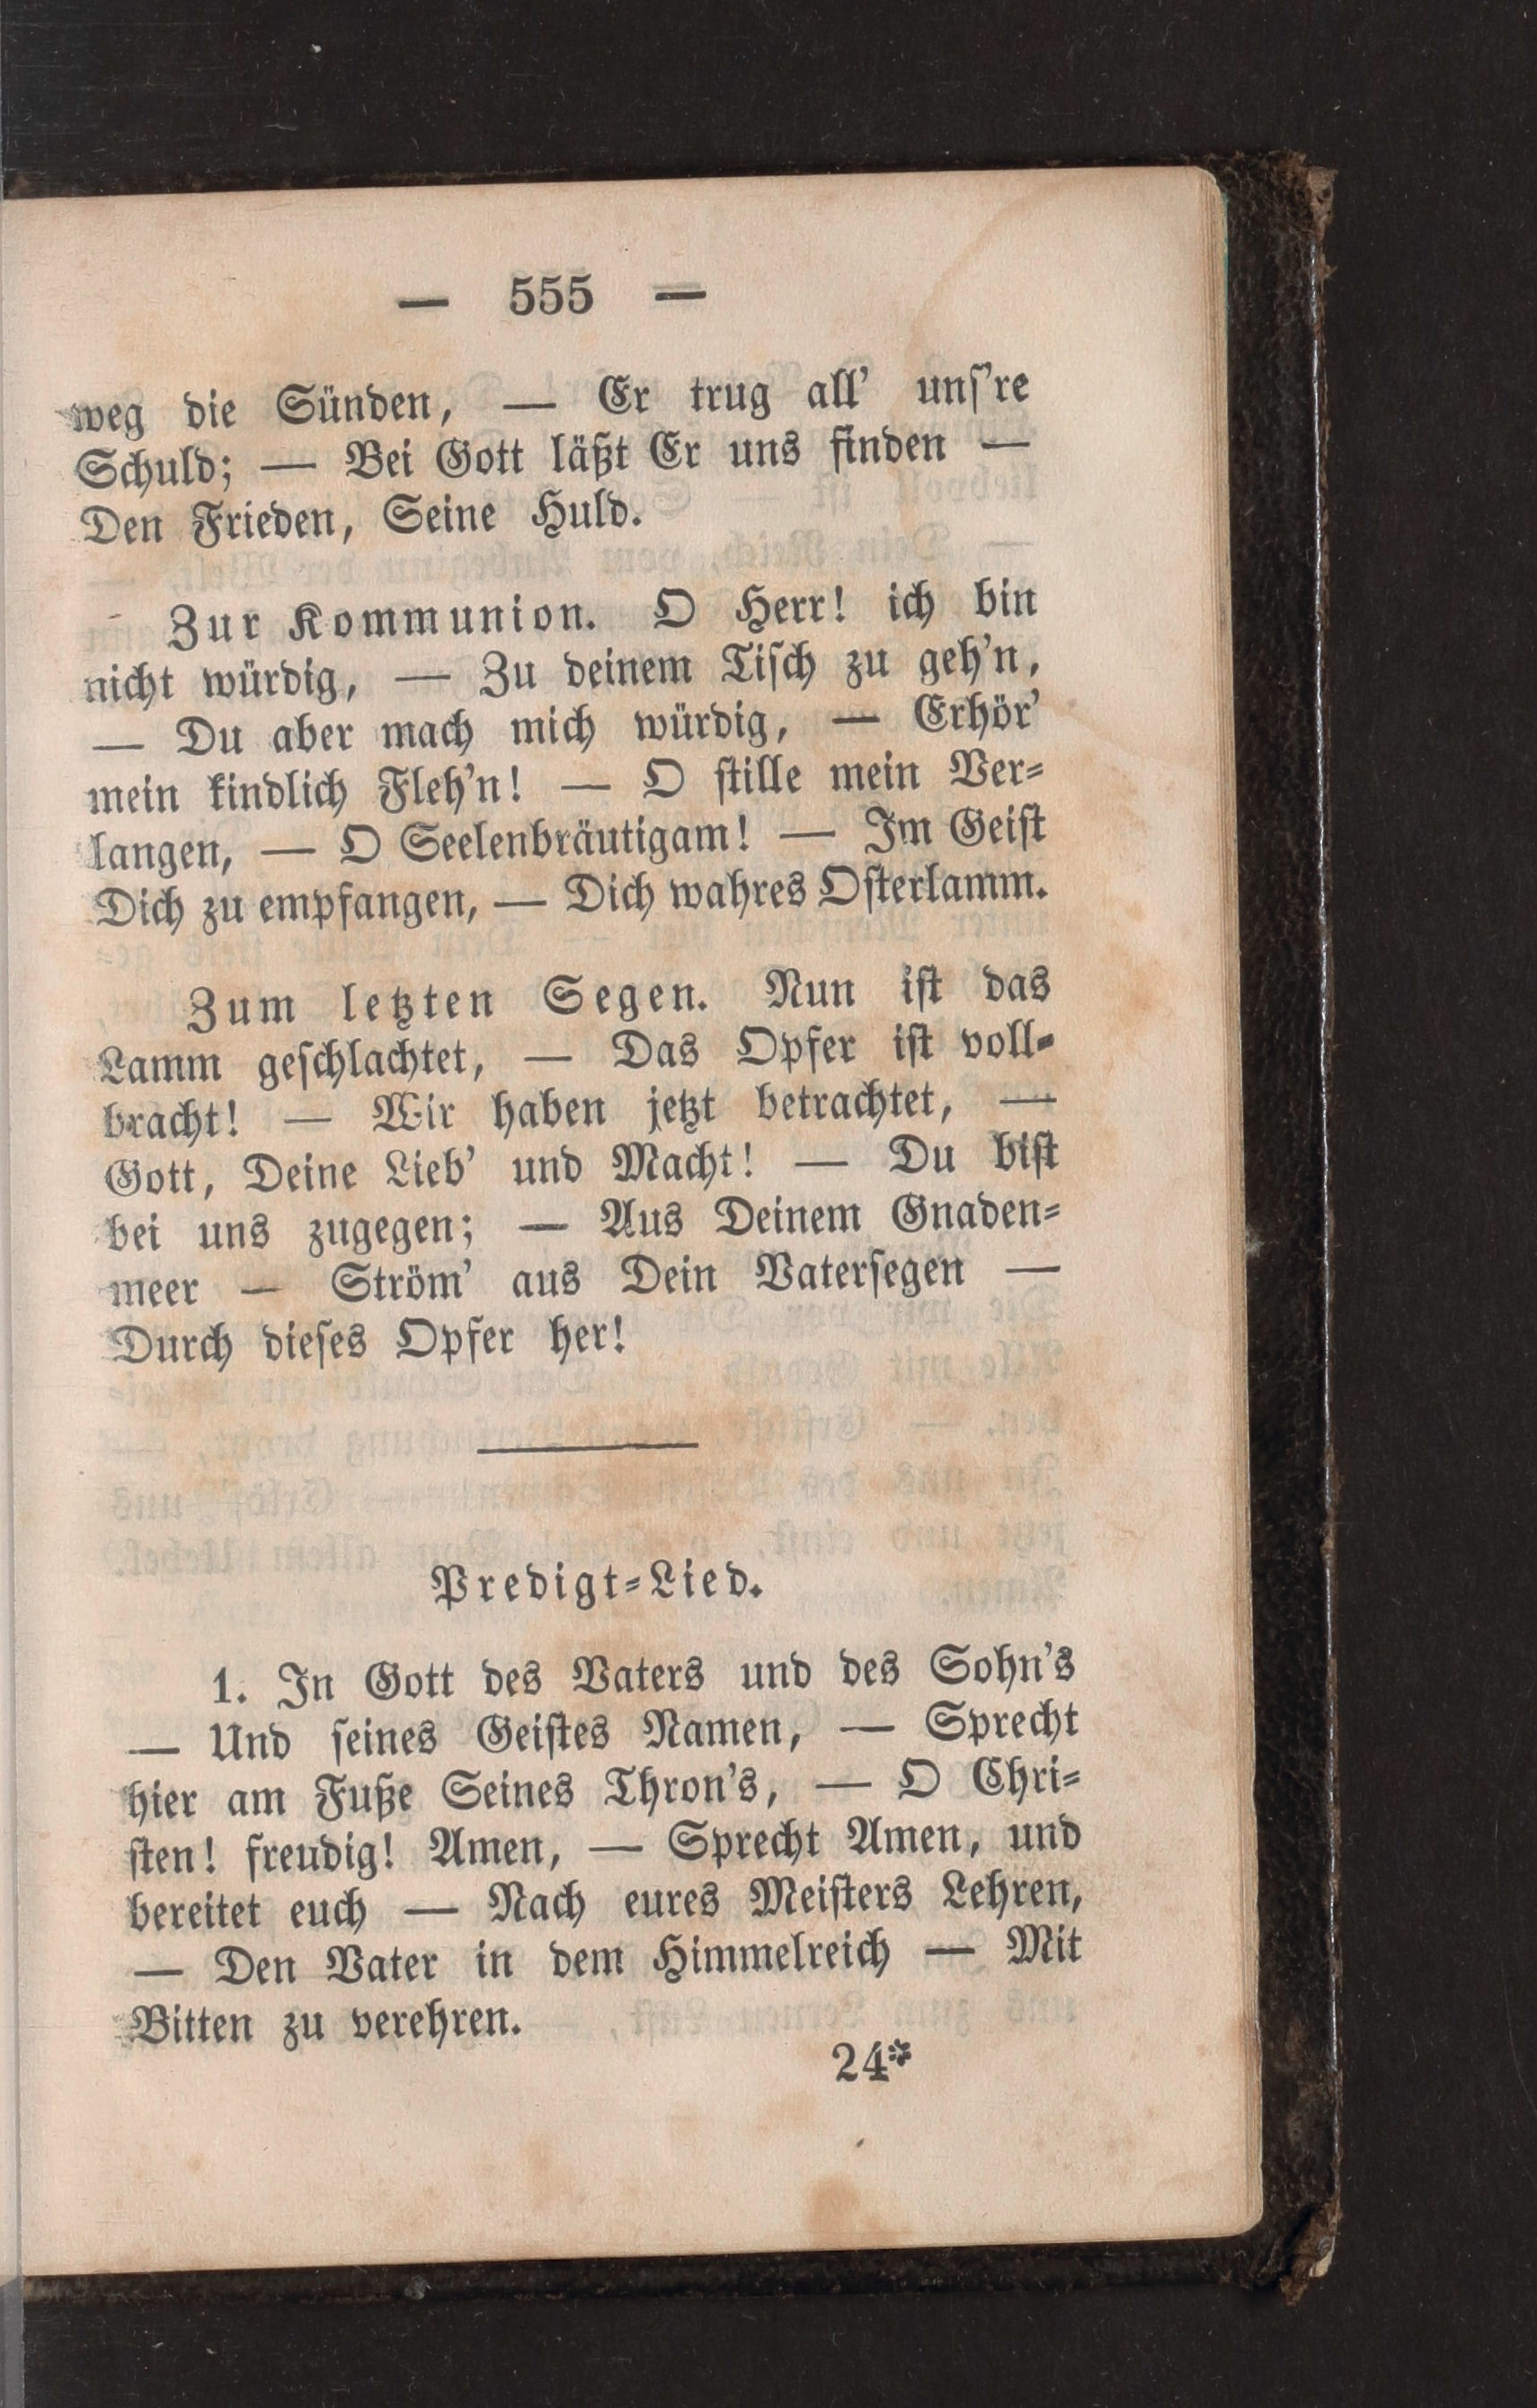 — 555 —
weg die Sünden, — Er trug all' uns're
Schuld; — Bei Gott läßt Er uns finden —
Den Frieden, Seine Huld.
Zur Kommunion. O Herr! ich bin
nicht würdig, — Zu deinem Tisch zu geh'n,
— Du aber mach mich würdig, — Erhör'
mein kindlich Fleh'n! — O stille mein Ver-
langen, — O Seelenbräutigam! — Im Geist
Dich zu empfangen, — Dich wahres Osterlamm.
Zum letzten Segen. Nun ist das
Lamm geschlachtet, — Das Opfer ist voll-
bracht! — Wir haben jetzt betrachtet, —
Gott, Deine Lieb' und Macht! — Du bist
bei uns zugegen; — Aus Deinem Gnaden-
meer — Ström' aus Dein Vatersegen —
Durch dieses Opfer her!
Predigt-Lied.
1. In Gott des Vaters und des Sohn's
— Und seines Geistes Namen, — Sprecht
hier am Fuße Seines Thron's, — O Chri-
sten! freudig! Amen, — Sprecht Amen, und
bereitet euch — Nach eures Meisters Lehren,
— Den Vater in dem Himmelreich — Mit
Bitten zu verehren.
24*